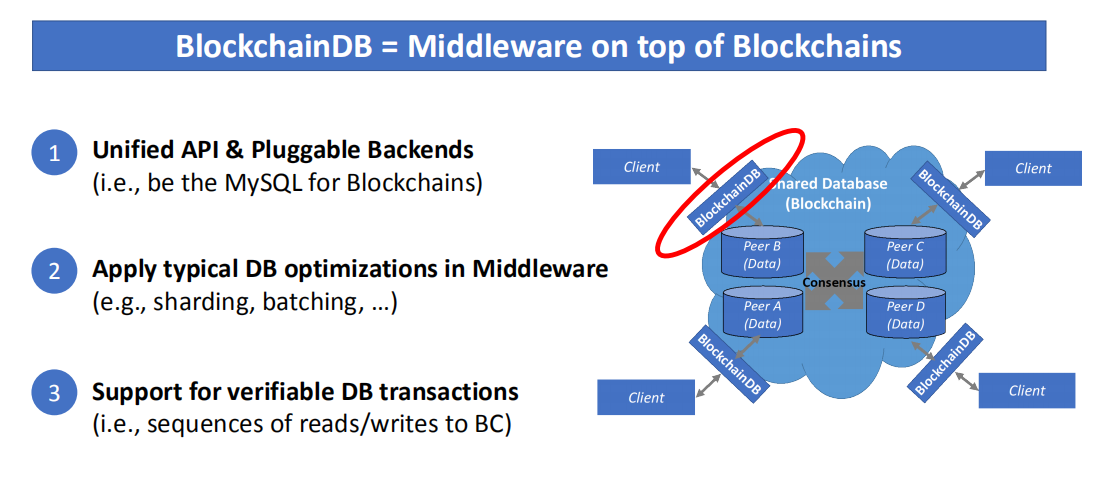 BlockchainDB = Middleware on top of Blockchains
1
Unified API & Pluggable Backends
(i.e., be the MySQL for Blockchains)
2
Apply typical DB optimizations in Middleware
(e.g., sharding, batching, …)
3
Support for verifiable DB transactions
(i.e., sequences of reads/writes to BC)
Client
BlockchainDB
Shared Database
(Blockchain)
BlockchainDB
Client
Peer B
(Data)
Peer C
(Data)
Consensus
Peer A
(Data)
Peer D
(Data)
BlockchainDB
Client
BlockchainDB
Client